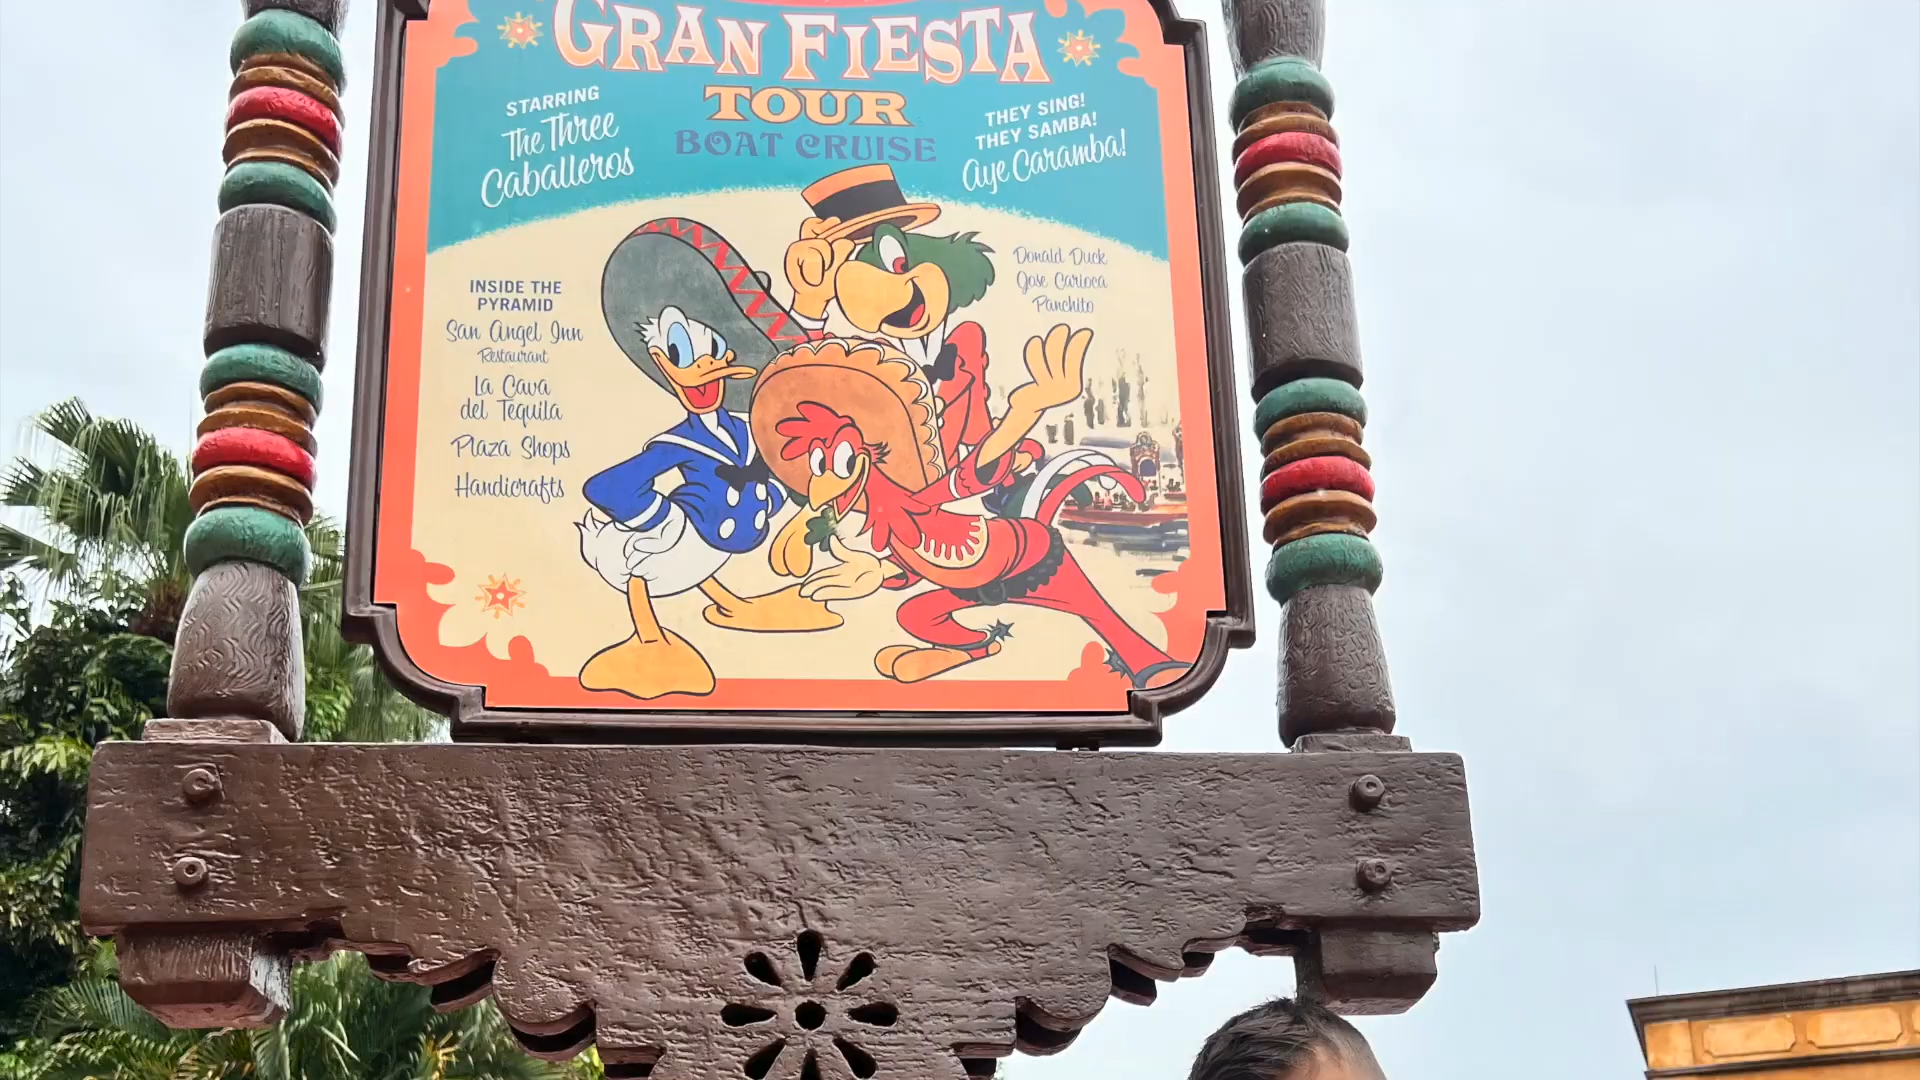 GRAN FIESTA
TOUR
BOAT CRUISE
STARRING
The Three
Caballeros
THEY SING!
THEY SAMBA!
Aye Caramba!
INSIDE THE
PYRAMID
San Angel Inn
Restaurant
La Cava
del Tequila
Plaza Shops
Handicrafts
Donald Duck
Jose Carioca
Panchito